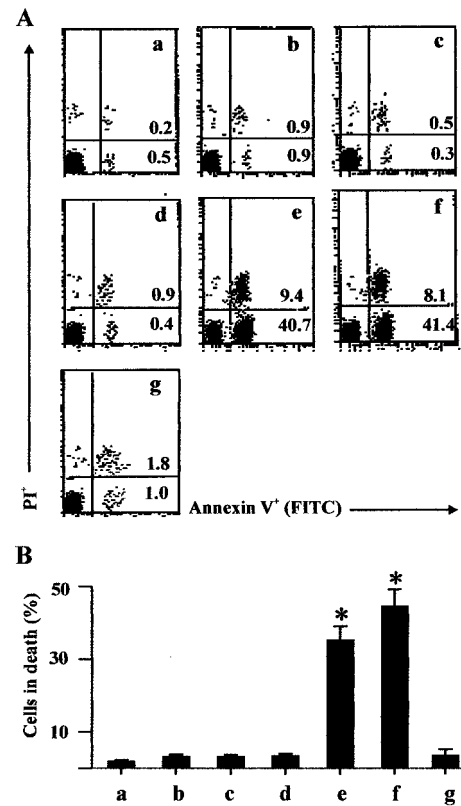 A
a
0.2
0.5
b
0.9
0.9
c
0.5
0.3
d
0.9
0.4
e
9.4
40.7
f
8.1
41.4
g
1.8
1.0
PI+
Annexin V+ (FITC)
B
Cells in death (%)
50
30
10
*
*
a b c d e f g